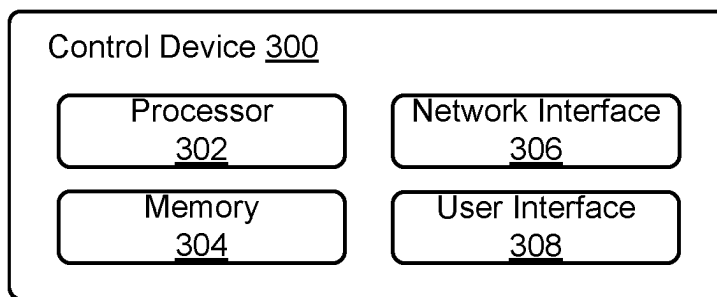 Control Device 300
Processor
302
Network Interface
306
Memory
304
User Interface
308